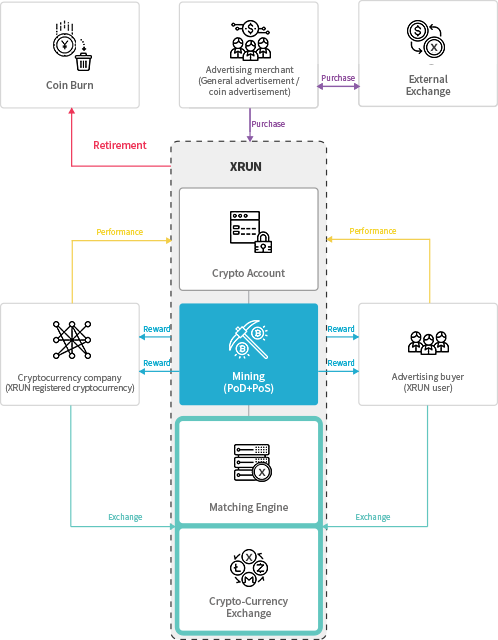 Coin Burn
Advertising merchant
(General advertisement /
coin advertisement)
Purchase
External
Exchange
Purchase
Retirement
XRUN
Crypto Account
Performance
Performance
Reward
Reward
Reward
Reward
Cryptocurrency company
(XRUN registered cryptocurrency)
Mining
(PoD+PoS)
Advertising buyer
(XRUN user)
Matching Engine
Exchange
Exchange
Crypto-Currency
Exchange